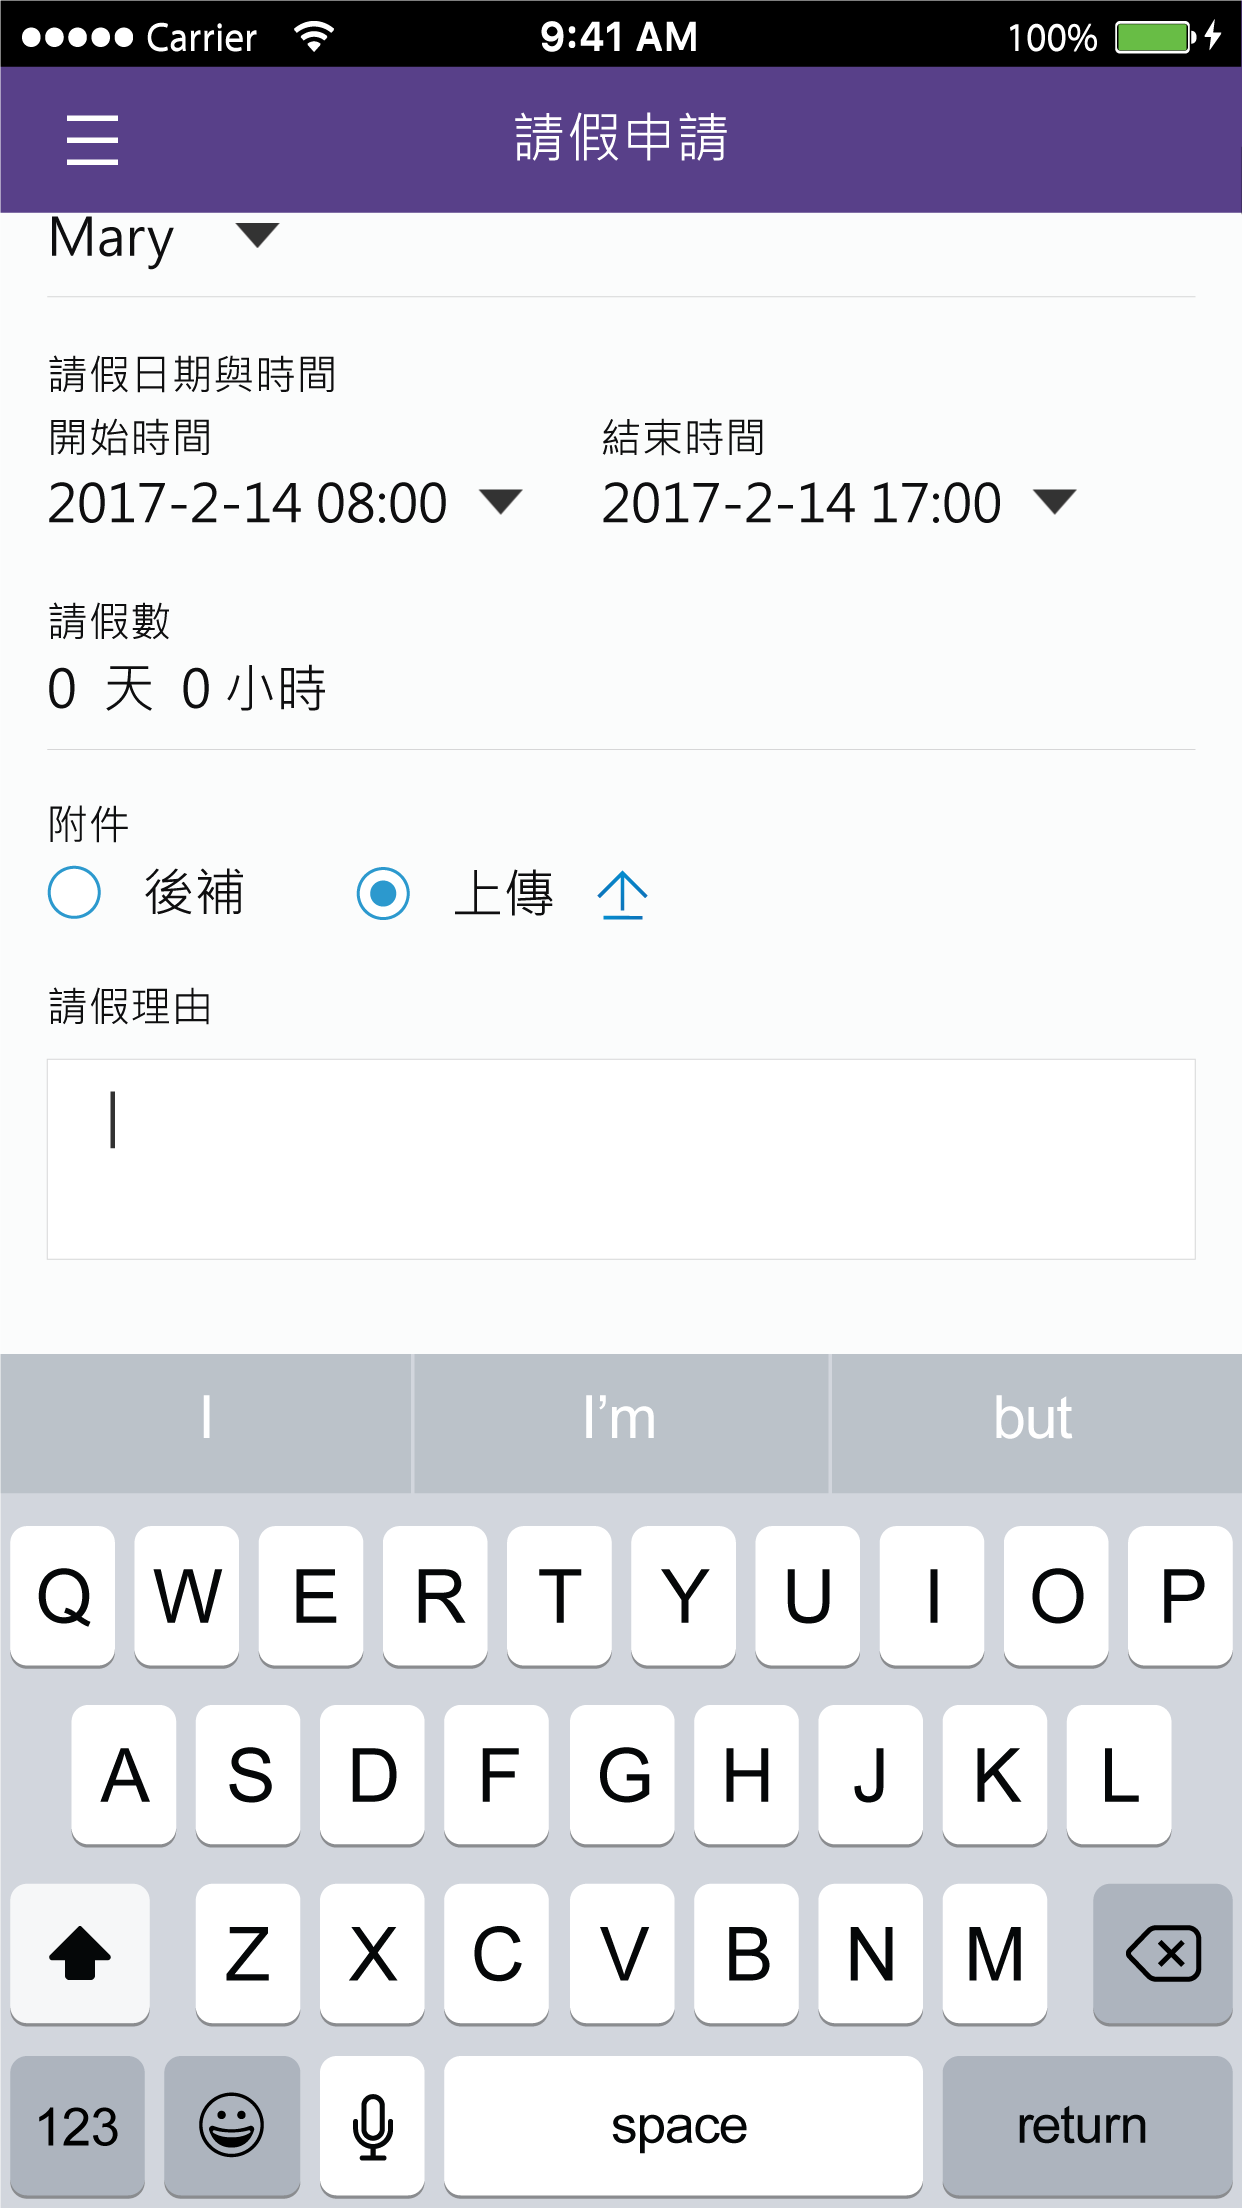 Carrier 9:41 AM 100%
請假申請
Mary
請假日期與時間
開始時間 結束時間
2017-2-14 08:00 2017-2-14 17:00
請假數
0 天 0 小時
附件
後補 上傳
請假理由
I I’m but
Q W E R T Y U I O P
A S D F G H J K L
Z X C V B N M
123 space return